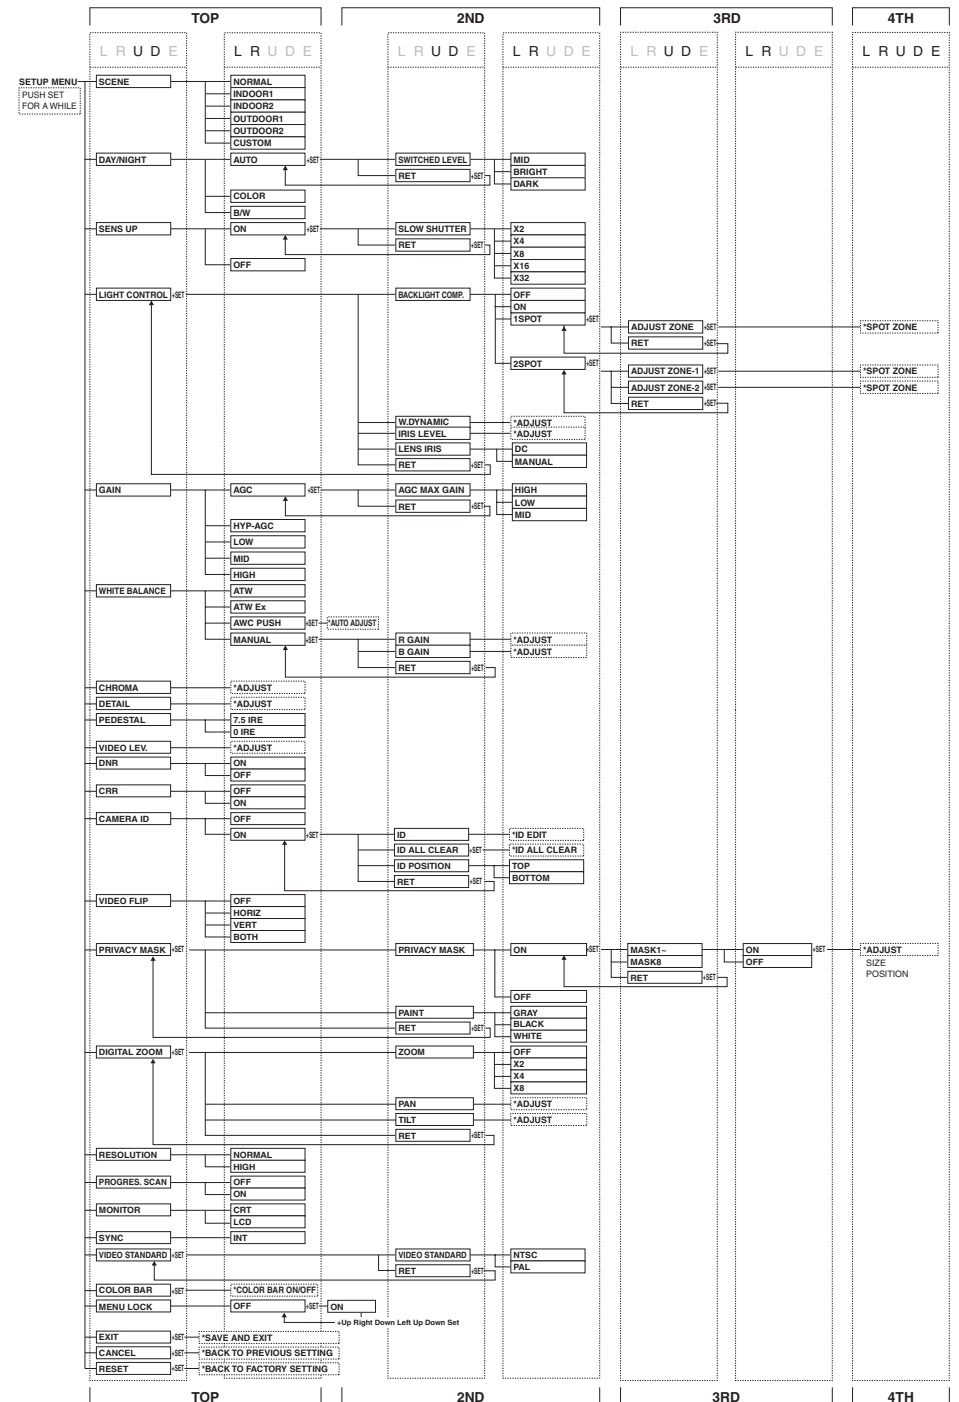 TOP 2ND 3RD 4TH
L R U D E L R U D E L R U D E L R U D E L R U D E L R U D E L R U D E
SETUP MENU SCENE NORMAL
PUSH SET INDOOR1
FOR A WHILE INDOOR2
OUTDOOR1
OUTDOOR2
CUSTOM
DAY/NIGHT AUTO +SET SWITCHED LEVEL MID
RET +SET BRIGHT
DARK
COLOR
B/W
SENS UP ON +SET SLOW SHUTTER X2
RET +SET X4
X8
OFF X16
X32
LIGHT CONTROL +SET BACKLIGHT COMP. OFF
ON
1SPOT +SET
ADJUST ZONE +SET *SPOT ZONE
RET +SET
2SPOT +SET
ADJUST ZONE-1 +SET *SPOT ZONE
ADJUST ZONE-2 +SET *SPOT ZONE
RET +SET
W.DYNAMIC *ADJUST
IRIS LEVEL *ADJUST
LENS IRIS DC
MANUAL
RET +SET
GAIN AGC +SET AGC MAX GAIN HIGH
RET +SET LOW
MID
HYP-AGC
LOW
MID
HIGH
WHITE BALANCE ATW
ATW Ex
AWC PUSH +SET *AUTO ADJUST
MANUAL +SET R GAIN *ADJUST
B GAIN *ADJUST
RET +SET
CHROMA *ADJUST
DETAIL *ADJUST
PEDESTAL 7.5 IRE
0 IRE
VIDEO LEV. *ADJUST
DNR ON
OFF
CRR OFF
ON
CAMERA ID OFF
ON +SET ID *ID EDIT
ID ALL CLEAR +SET *ID ALL CLEAR
ID POSITION TOP
BOTTOM
RET +SET
VIDEO FLIP OFF
HORIZ
VERT
BOTH
PRIVACY MASK +SET PRIVACY MASK ON +SET MASK1~ ON +SET *ADJUST
MASK8 OFF SIZE
RET +SET POSITION
OFF
PAINT GRAY
BLACK
RET +SET WHITE
DIGITAL ZOOM +SET ZOOM OFF
X2
X4
X8
PAN *ADJUST
TILT *ADJUST
RET +SET
RESOLUTION NORMAL
HIGH
PROGRES. SCAN OFF
ON
MONITOR CRT
LCD
SYNC INT
VIDEO STANDARD +SET VIDEO STANDARD NTSC
RET +SET PAL
COLOR BAR +SET *COLOR BAR ON/OFF
MENU LOCK OFF +SET ON
+Up Right Down Left Up Down Set
EXIT +SET *SAVE AND EXIT
CANCEL +SET *BACK TO PREVIOUS SETTING
RESET +SET *BACK TO FACTORY SETTING
TOP 2ND 3RD 4TH